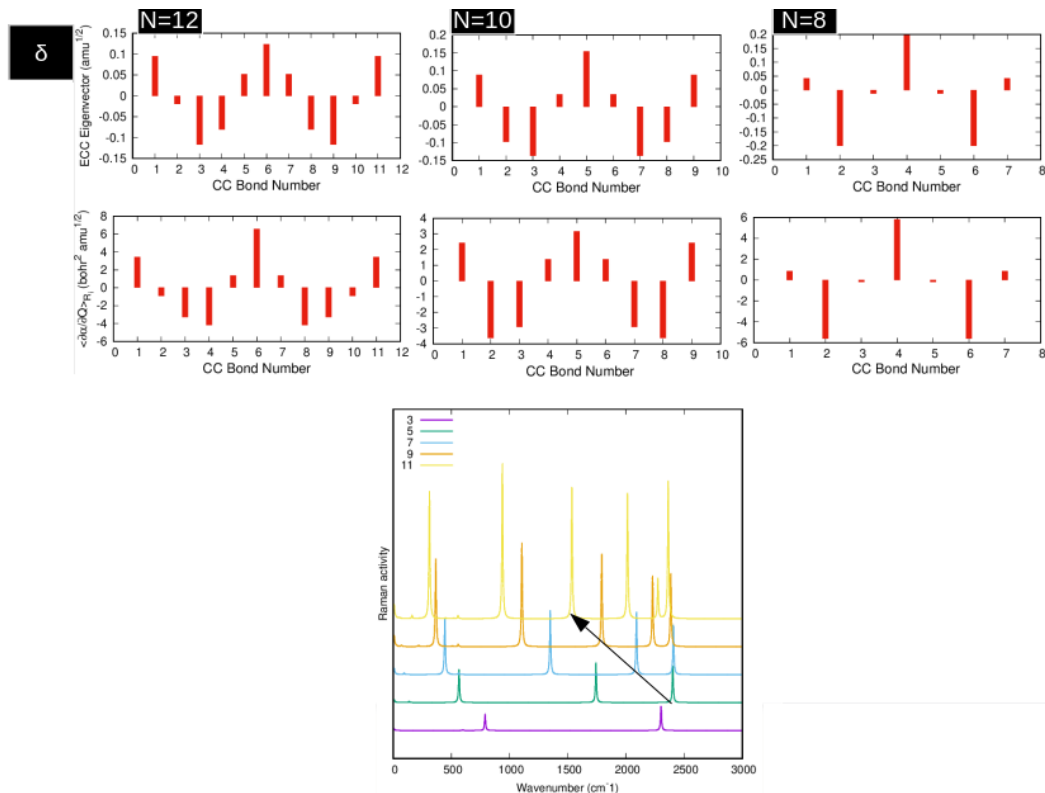 δ
N=12
N=10
N=8
ECC Eigenvector (amu1/2)
0.15
0.1
0.05
0
-0.05
-0.1
-0.15
0 1 2 3 4 5 6 7 8 9 10 11 12
CC Bond Number
0.2
0.15
0.1
0.05
0
-0.05
-0.1
-0.15
0 1 2 3 4 5 6 7 8 9 10
CC Bond Number
0.2
0.15
0.1
0.05
0
-0.05
-0.1
-0.15
-0.2
-0.25
0 1 2 3 4 5 6 7 8
CC Bond Number
<∂α/∂Q>Ri (bohr2 amu1/2)
8
6
4
2
0
-2
-4
-6
0 1 2 3 4 5 6 7 8 9 10 11 12
CC Bond Number
4
3
2
1
0
-1
-2
-3
-4
0 1 2 3 4 5 6 7 8 9 10
CC Bond Number
6
4
2
0
-2
-4
-6
0 1 2 3 4 5 6 7 8
CC Bond Number
3
5
7
9
11
Raman activity
0 500 1000 1500 2000 2500 3000
Wavenumber (cm-1)